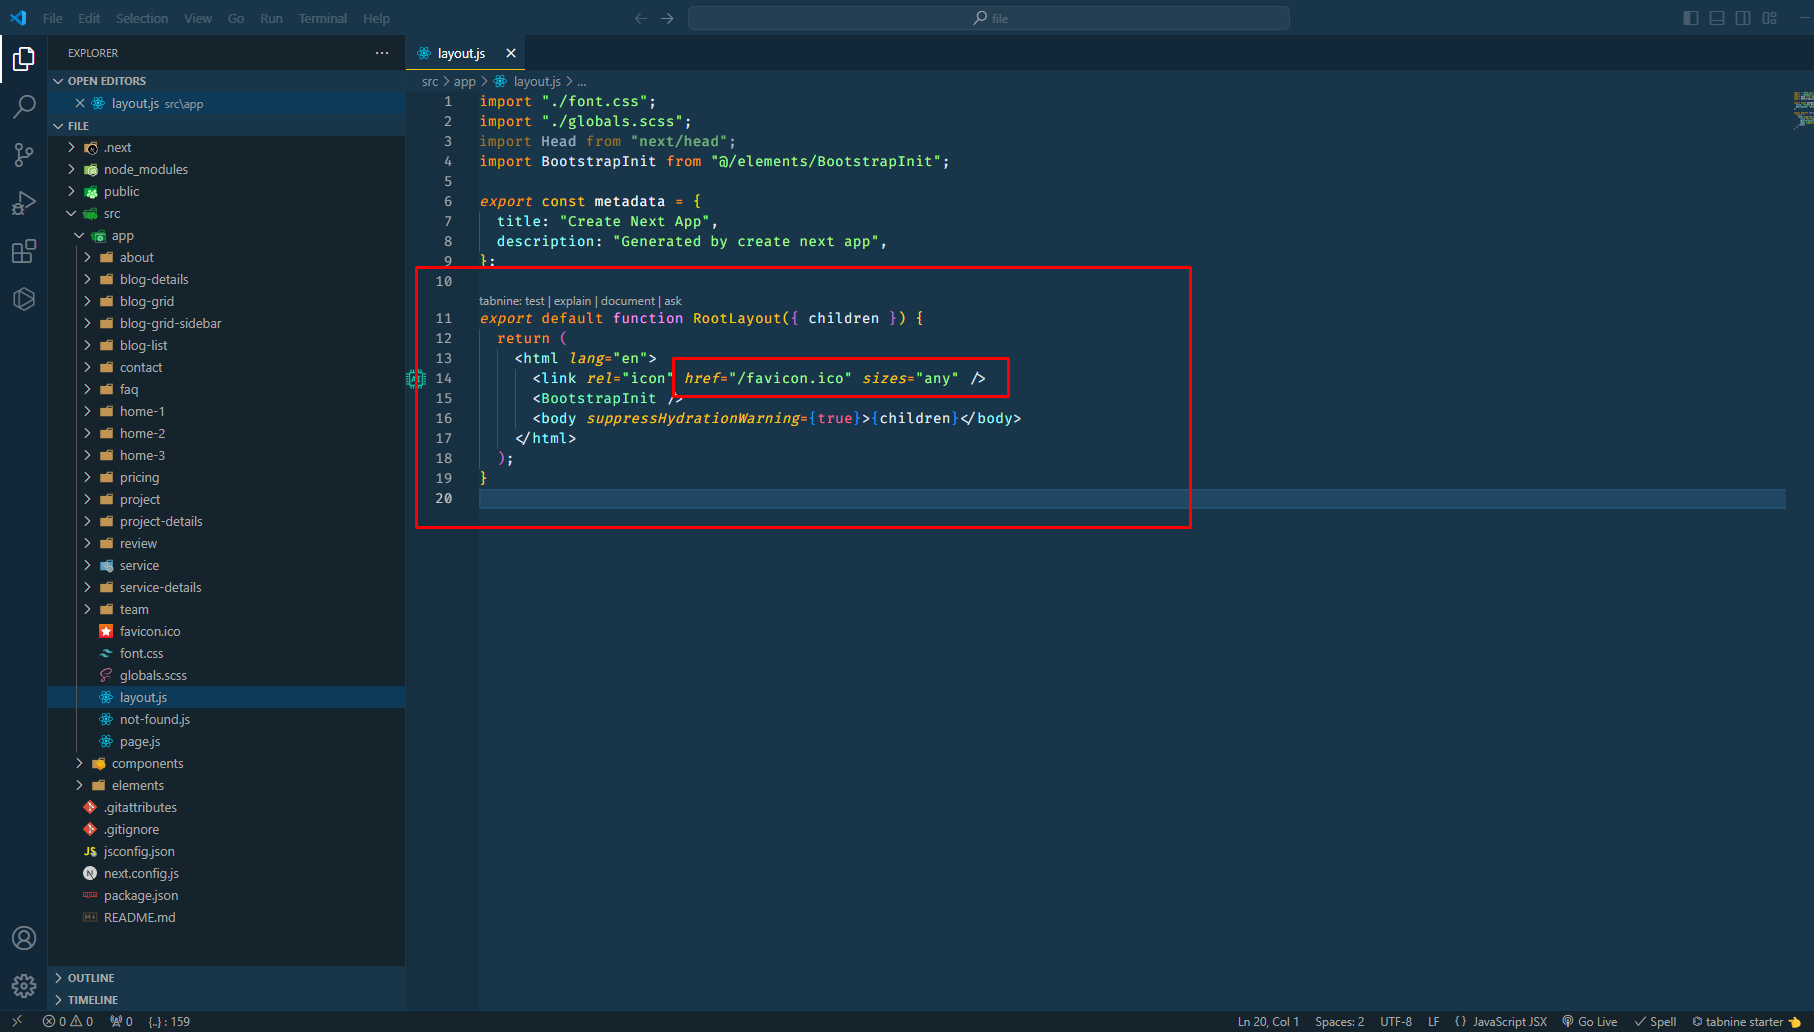 File Edit Selection View Go Run Terminal Help
file
EXPLORER
OPEN EDITORS
layout.js src\app
FILE
.next
node_modules
public
src
app
about
blog-details
blog-grid
blog-grid-sidebar
blog-list
contact
faq
home-1
home-2
home-3
pricing
project
project-details
review
service
service-details
team
favicon.ico
font.css
globals.scss
layout.js
not-found.js
page.js
components
elements
.gitattributes
.gitignore
jsconfig.json
next.config.js
package.json
README.md
OUTLINE
TIMELINE
layout.js
src > app > layout.js > ...
1 import "./font.css";
2 import "./globals.scss";
3 import Head from "next/head";
4 import BootstrapInit from "@/elements/BootstrapInit";
5
6 export const metadata = {
7 title: "Create Next App",
8 description: "Generated by create next app",
9 };
10
tabnine: test | explain | document | ask
11 export default function RootLayout({ children }) {
12 return (
13 <html lang="en">
14 <link rel="icon" href="/favicon.ico" sizes="any" />
15 <BootstrapInit />
16 <body suppressHydrationWarning={true}>{children}</body>
17 </html>
18 );
19 }
20
0 0 0 {..} : 159
Ln 20, Col 1 Spaces: 2 UTF-8 LF {} JavaScript JSX Go Live Spell tabnine starter